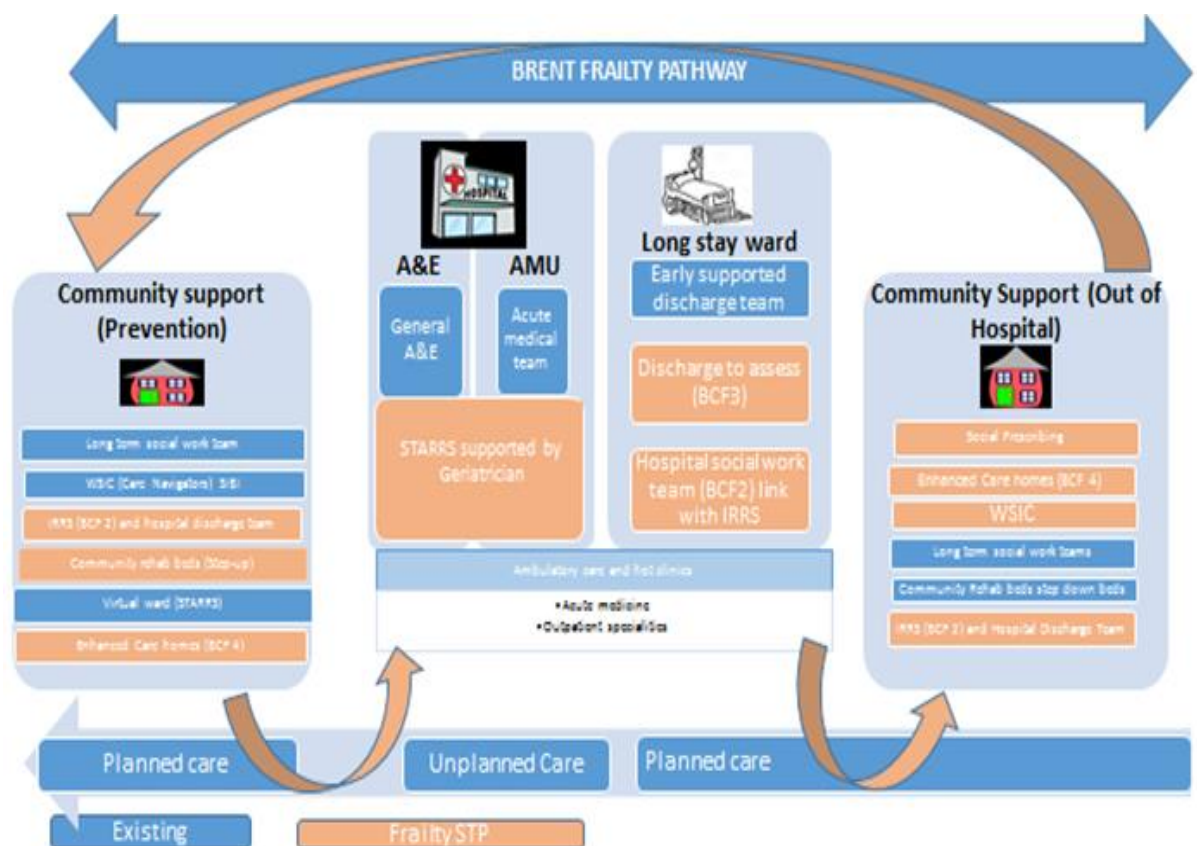 BRENT FRAILTY PATHWAY
Community support
(Prevention)
Long term social work team
WSIC (Care Navigators)
IRRS (BCF 2) and Hospital discharge team
Community rehab beds (Step-up)
Virtual ward (STARRS)
Enhanced Care homes (BCF 4)
HOSPITAL
A&E
AMU
General
A&E
Acute
medical
team
STARRS supported by
Geriatrician
Long stay ward
Early supported
discharge team
Discharge to assess
(BCF3)
Hospital social work
team (BCF2) link
with IRRS
Ambulatory care and hot clinics
•Acute medicine
•Outpatient specialities
Community Support (Out of
Hospital)
Social Prescribing
Enhanced Care homes (BCF 4)
WSIC
Long term social work teams
Community Rehab beds step down beds
IRRS (BCF 2) and Hospital Discharge Team
Planned care
Unplanned Care
Planned care
Existing
Frailty STP